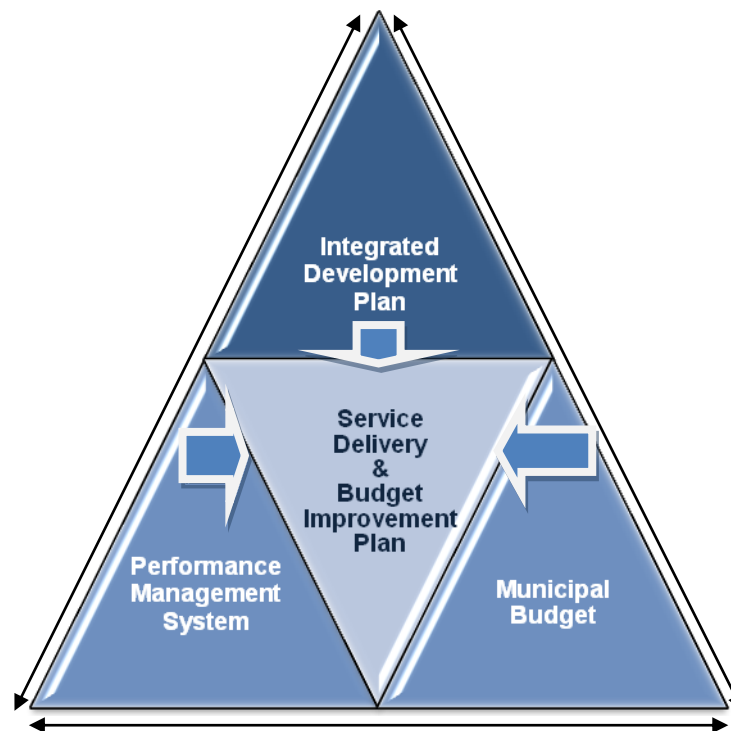 Integrated
Development
Plan
Service
Delivery
&
Budget
Improvement
Plan
Performance
Management
System
Municipal
Budget